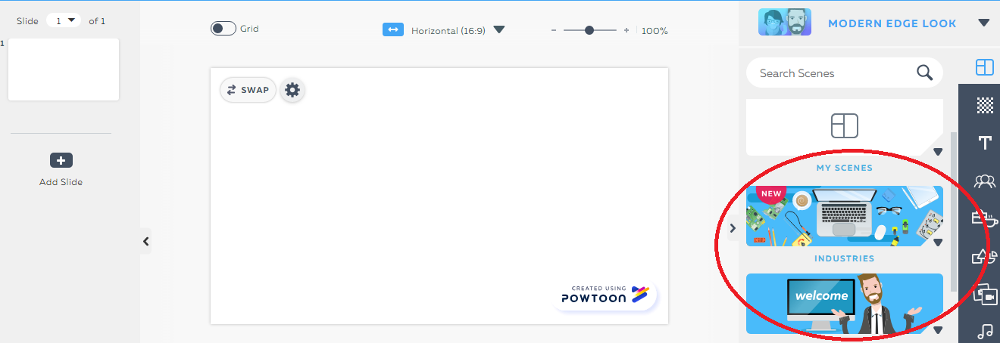 Slide 1 of 1
1
Add Slide
Grid
Horizontal (16:9)
100%
SWAP
CREATED USING
POWTOON
MODERN EDGE LOOK
Search Scenes
MY SCENES
NEW
INDUSTRIES
welcome